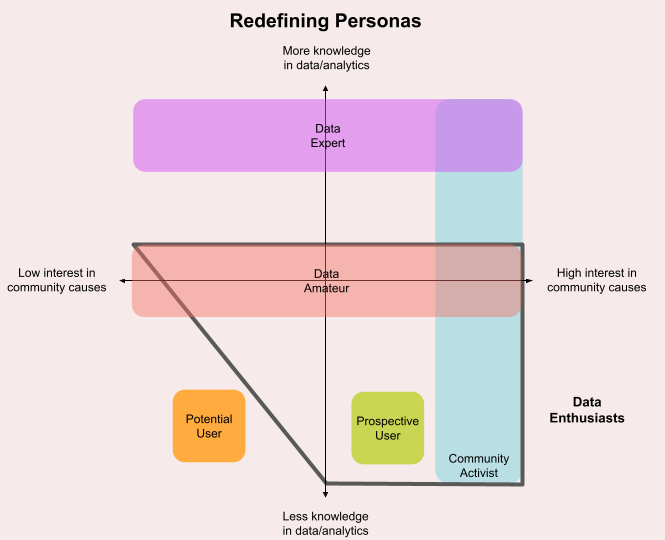 Redefining Personas
More knowledge
in data/analytics
Data
Expert
Low interest in
community causes
Data
Amateur
High interest in
community causes
Potential
User
Prospective
User
Data
Enthusiasts
Community
Activist
Less knowledge
in data/analytics